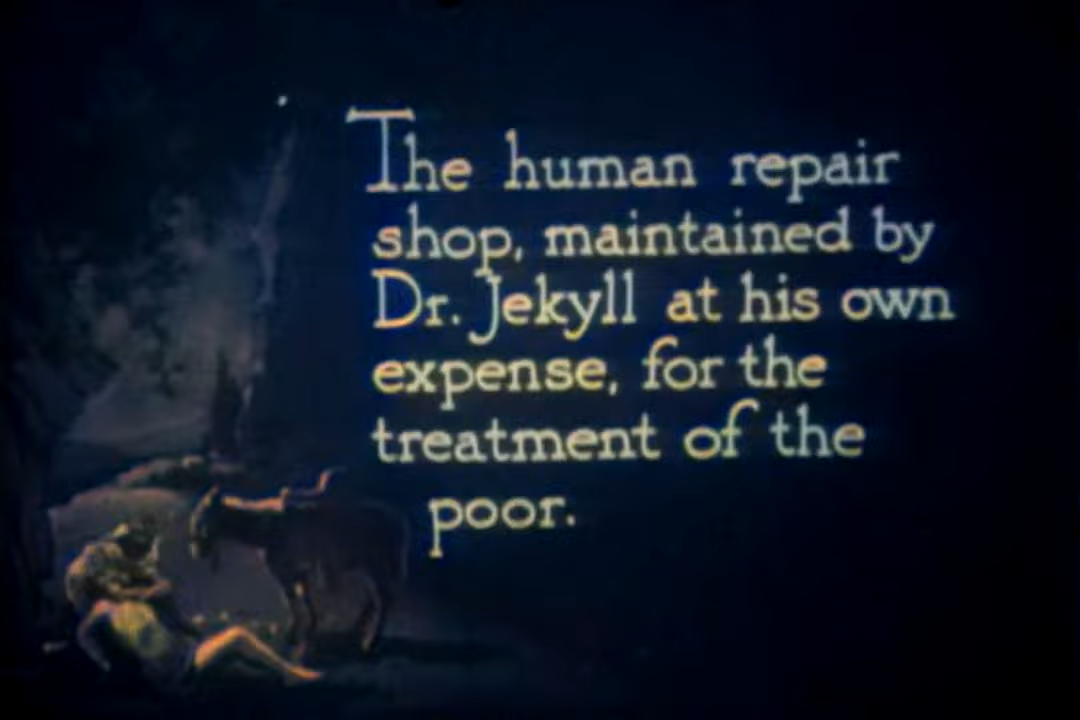 The human repair
shop, maintained by
Dr. Jekyll at his own
expense, for the
treatment of the
poor.